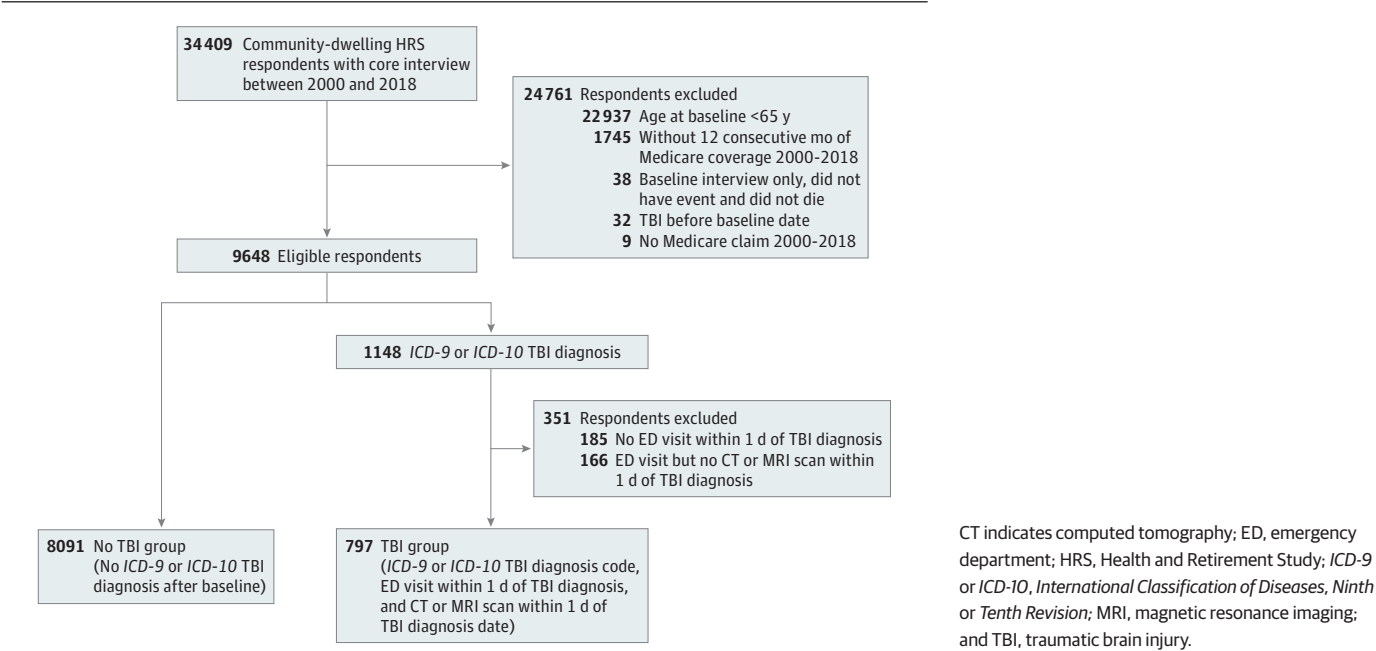 34 409 Community-dwelling HRS
respondents with core interview
between 2000 and 2018
24 761 Respondents excluded
22 937 Age at baseline <65 y
1745 Without 12 consecutive mo of
Medicare coverage 2000-2018
38 Baseline interview only, did not
have event and did not die
32 TBI before baseline date
9 No Medicare claim 2000-2018
9648 Eligible respondents
1148 ICD-9 or ICD-10 TBI diagnosis
351 Respondents excluded
185 No ED visit within 1 d of TBI diagnosis
166 ED visit but no CT or MRI scan within
1 d of TBI diagnosis
8091 No TBI group
(No ICD-9 or ICD-10 TBI
diagnosis after baseline)
797 TBI group
(ICD-9 or ICD-10 TBI diagnosis code,
ED visit within 1 d of TBI diagnosis,
and CT or MRI scan within 1 d of
TBI diagnosis date)
CT indicates computed tomography; ED, emergency
department; HRS, Health and Retirement Study; ICD-9
or ICD-10, International Classification of Diseases, Ninth
or Tenth Revision; MRI, magnetic resonance imaging;
and TBI, traumatic brain injury.